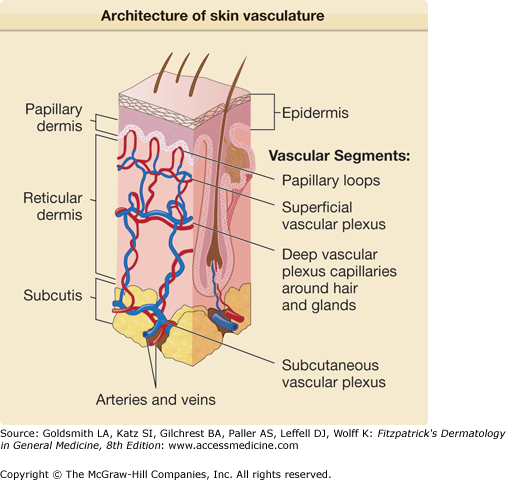 Architecture of skin vasculature
Papillary
dermis
Epidermis
Vascular Segments:
Papillary loops
Reticular
dermis
Superficial
vascular plexus
Deep vascular
plexus capillaries
around hair
and glands
Subcutis
Subcutaneous
vascular plexus
Arteries and veins
Source: Goldsmith LA, Katz SI, Gilchrest BA, Paller AS, Leffell DJ, Wolff K: Fitzpatrick's Dermatology
in General Medicine, 8th Edition: www.accessmedicine.com
Copyright © The McGraw-Hill Companies, Inc. All rights reserved.